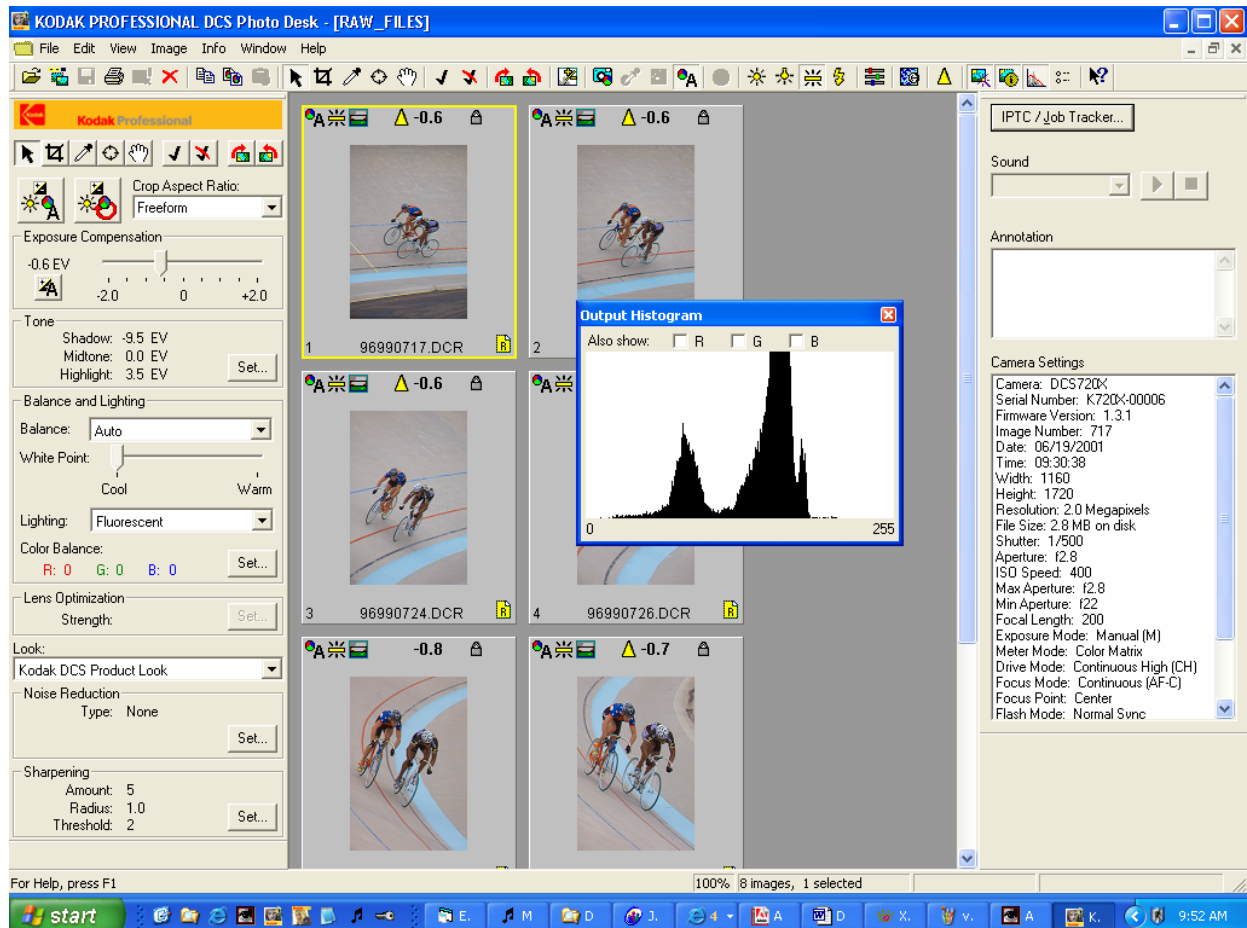 KODAK PROFESSIONAL DCS Photo Desk - [RAW_FILES]
File Edit View Image Info Window Help
Kodak Professional
Crop Aspect Ratio:
Freeform
Exposure Compensation
-0.6 EV
-2.0 0 +2.0
Tone
Shadow: -9.5 EV
Midtone: 0.0 EV
Highlight: 3.5 EV
Set...
Balance and Lighting
Balance: Auto
White Point:
Cool Warm
Lighting: Fluorescent
Color Balance:
R: 0 G: 0 B: 0
Set...
Lens Optimization
Strength:
Set...
Look:
Kodak DCS Product Look
Noise Reduction
Type: None
Set...
Sharpening
Amount: 5
Radius: 1.0
Threshold: 2
Set...
A -0.6
1 96990717.DCR R
A -0.6
2
A -0.6
3 96990724.DCR R
A
4 96990726.DCR R
A -0.8
A -0.7
Output Histogram
Also show: R G B
0 255
IPTC / Job Tracker...
Sound
Annotation
Camera Settings
Camera: DCS720X
Serial Number: K720X-00006
Firmware Version: 1.3.1
Image Number: 717
Date: 06/19/2001
Time: 09:30:38
Width: 1160
Height: 1720
Resolution: 2.0 Megapixels
File Size: 2.8 MB on disk
Shutter: 1/500
Aperture: f2.8
ISO Speed: 400
Max Aperture: f2.8
Min Aperture: f22
Focal Length: 200
Exposure Mode: Manual (M)
Meter Mode: Color Matrix
Drive Mode: Continuous High (CH)
Focus Mode: Continuous (AF-C)
Focus Point: Center
Flash Mode: Normal Sync
For Help, press F1
100% 8 images, 1 selected
start
E. M D J. 4 A D X. v. A K.
9:52 AM